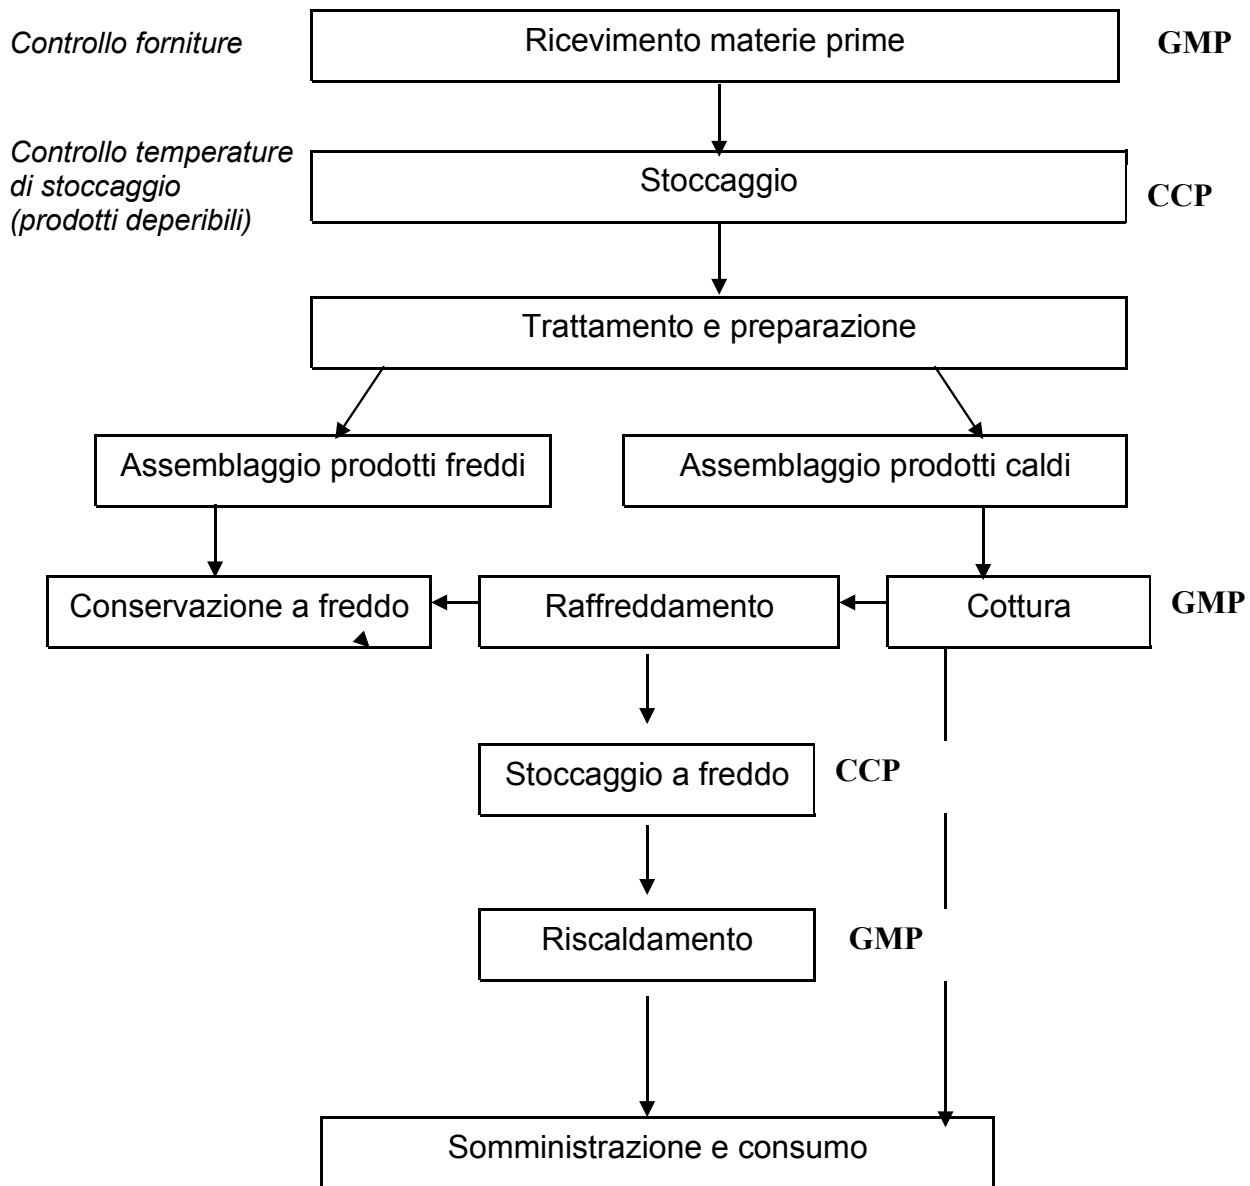 Controllo forniture
Ricevimento materie prime
GMP
Controllo temperature
di stoccaggio
(prodotti deperibili)
Stoccaggio
CCP
Trattamento e preparazione
Assemblaggio prodotti freddi
Assemblaggio prodotti caldi
Conservazione a freddo
Raffreddamento
Cottura
GMP
Stoccaggio a freddo
CCP
Riscaldamento
GMP
Somministrazione e consumo